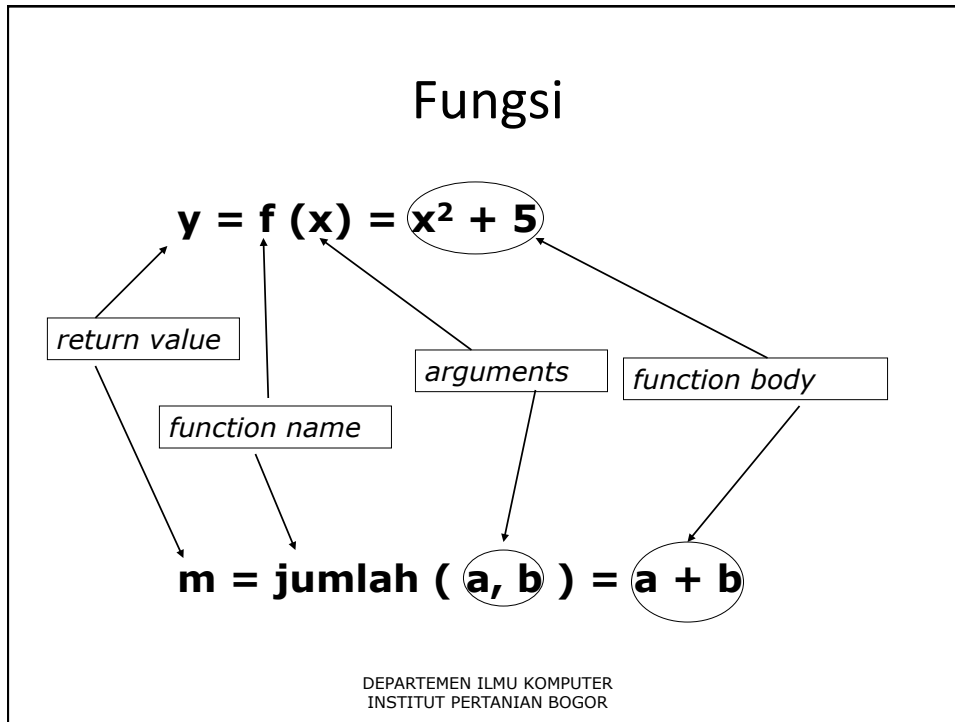 Fungsi
y = f (x) = x² + 5
return value
arguments
function body
function name
m = jumlah ( a, b ) = a + b
DEPARTEMEN ILMU KOMPUTER
INSTITUT PERTANIAN BOGOR